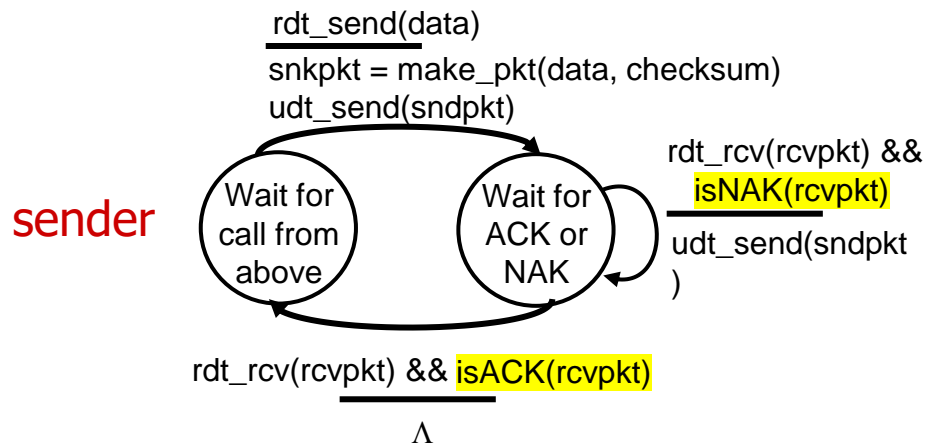 rdt_send(data)
snkpkt = make_pkt(data, checksum)
udt_send(sndpkt)
sender
Wait for
call from
above
Wait for
ACK or
NAK
rdt_rcv(rcvpkt) &&
isNAK(rcvpkt)
udt_send(sndpkt
)
rdt_rcv(rcvpkt) && isACK(rcvpkt)
Λ